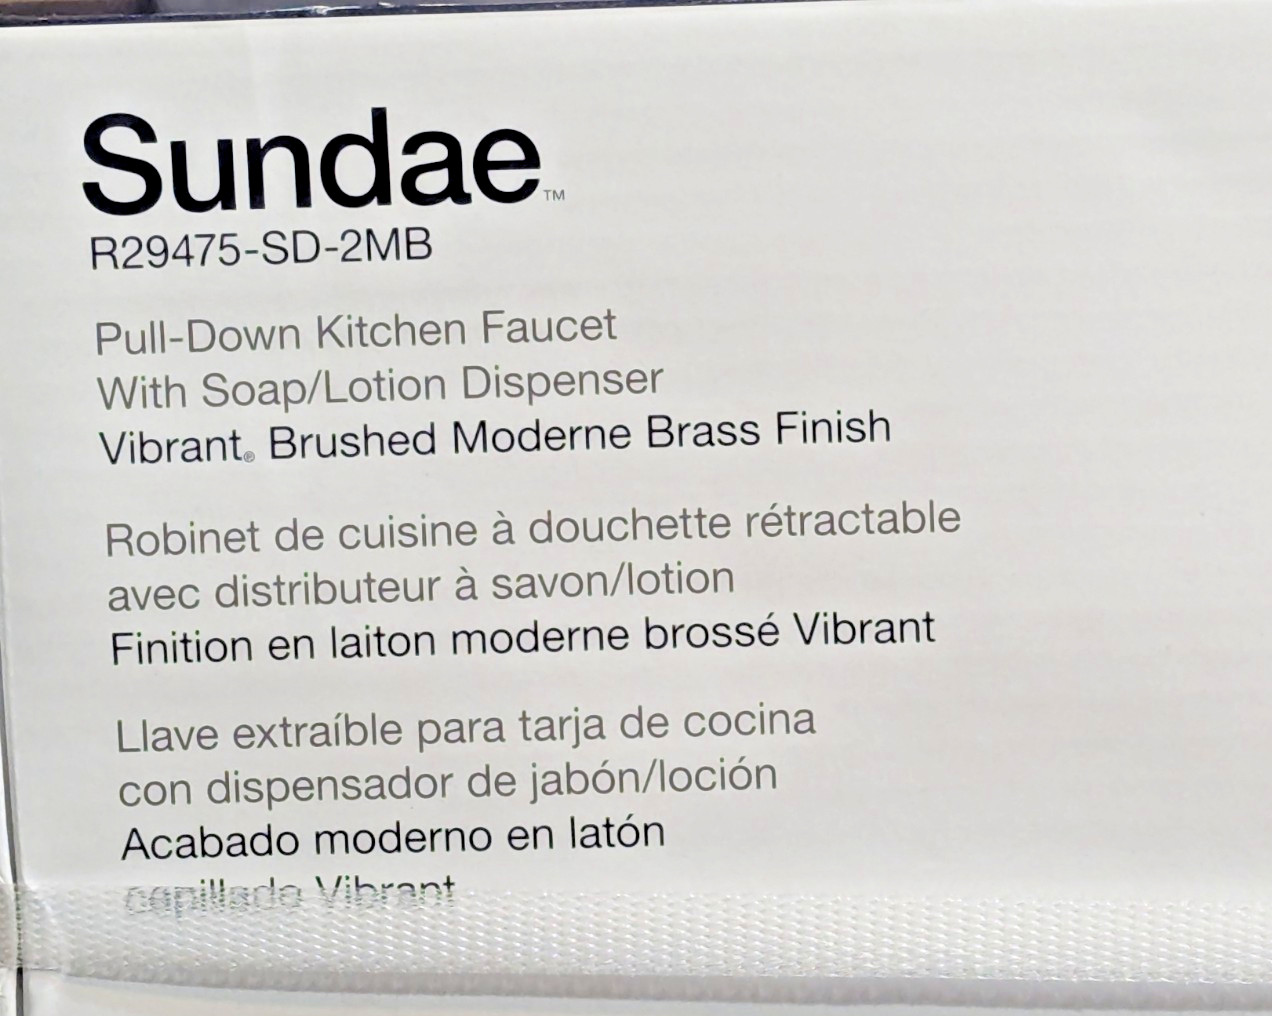 Sundae™
R29475-SD-2MB
Pull-Down Kitchen Faucet
With Soap/Lotion Dispenser
Vibrant® Brushed Moderne Brass Finish
Robinet de cuisine à douchette rétractable
avec distributeur à savon/lotion
Finition en laiton moderne brossé Vibrant
Llave extraíble para tarja de cocina
con dispensador de jabón/loción
Acabado moderno en latón
cepillado Vibrant